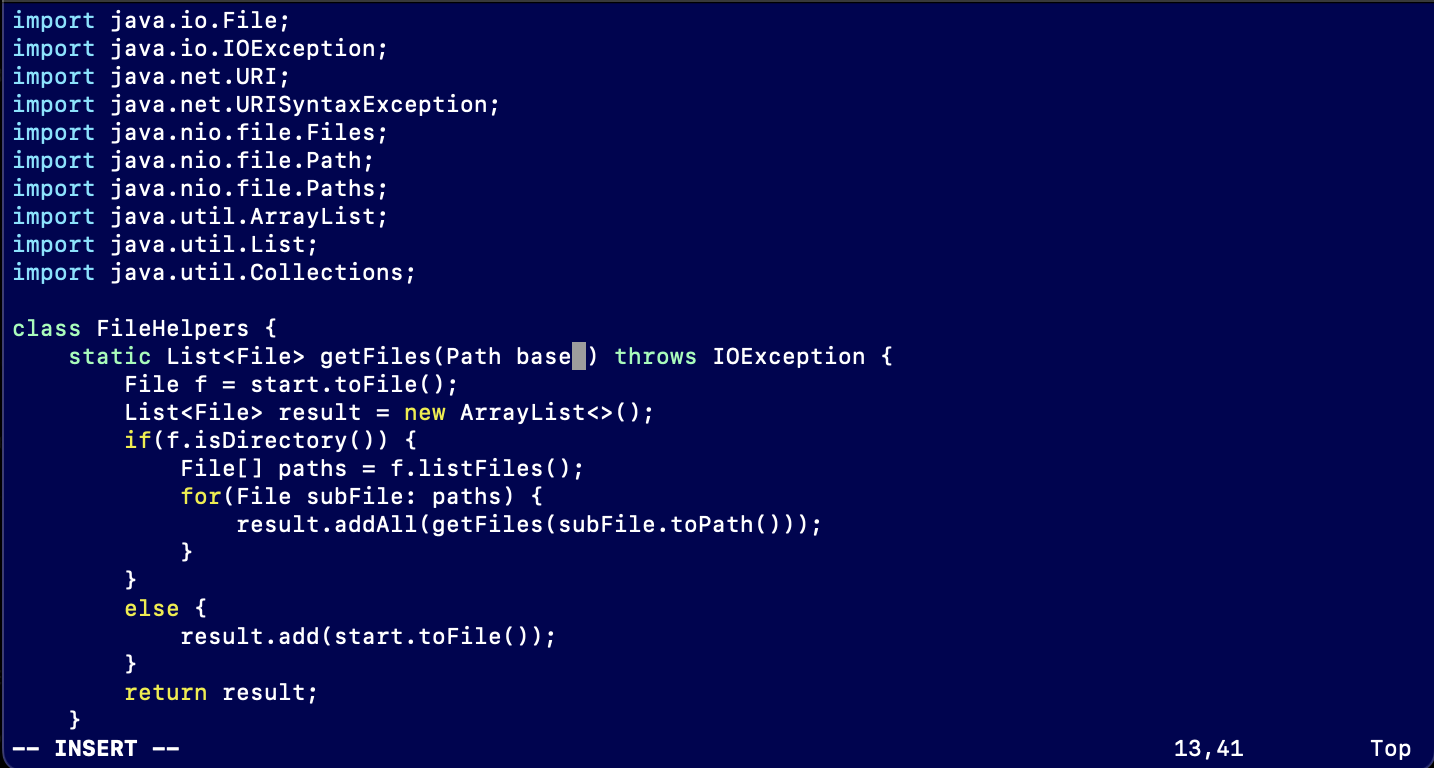 import java.io.File;
import java.io.IOException;
import java.net.URI;
import java.net.URISyntaxException;
import java.nio.file.Files;
import java.nio.file.Path;
import java.nio.file.Paths;
import java.util.ArrayList;
import java.util.List;
import java.util.Collections;

class FileHelpers {
    static List<File> getFiles(Path base ) throws IOException {
        File f = start.toFile();
        List<File> result = new ArrayList<>();
        if(f.isDirectory()) {
            File[] paths = f.listFiles();
            for(File subFile: paths) {
                result.addAll(getFiles(subFile.toPath()));
            }
        }
        else {
            result.add(start.toFile());
        }
        return result;
    }
-- INSERT -- 13,41 Top